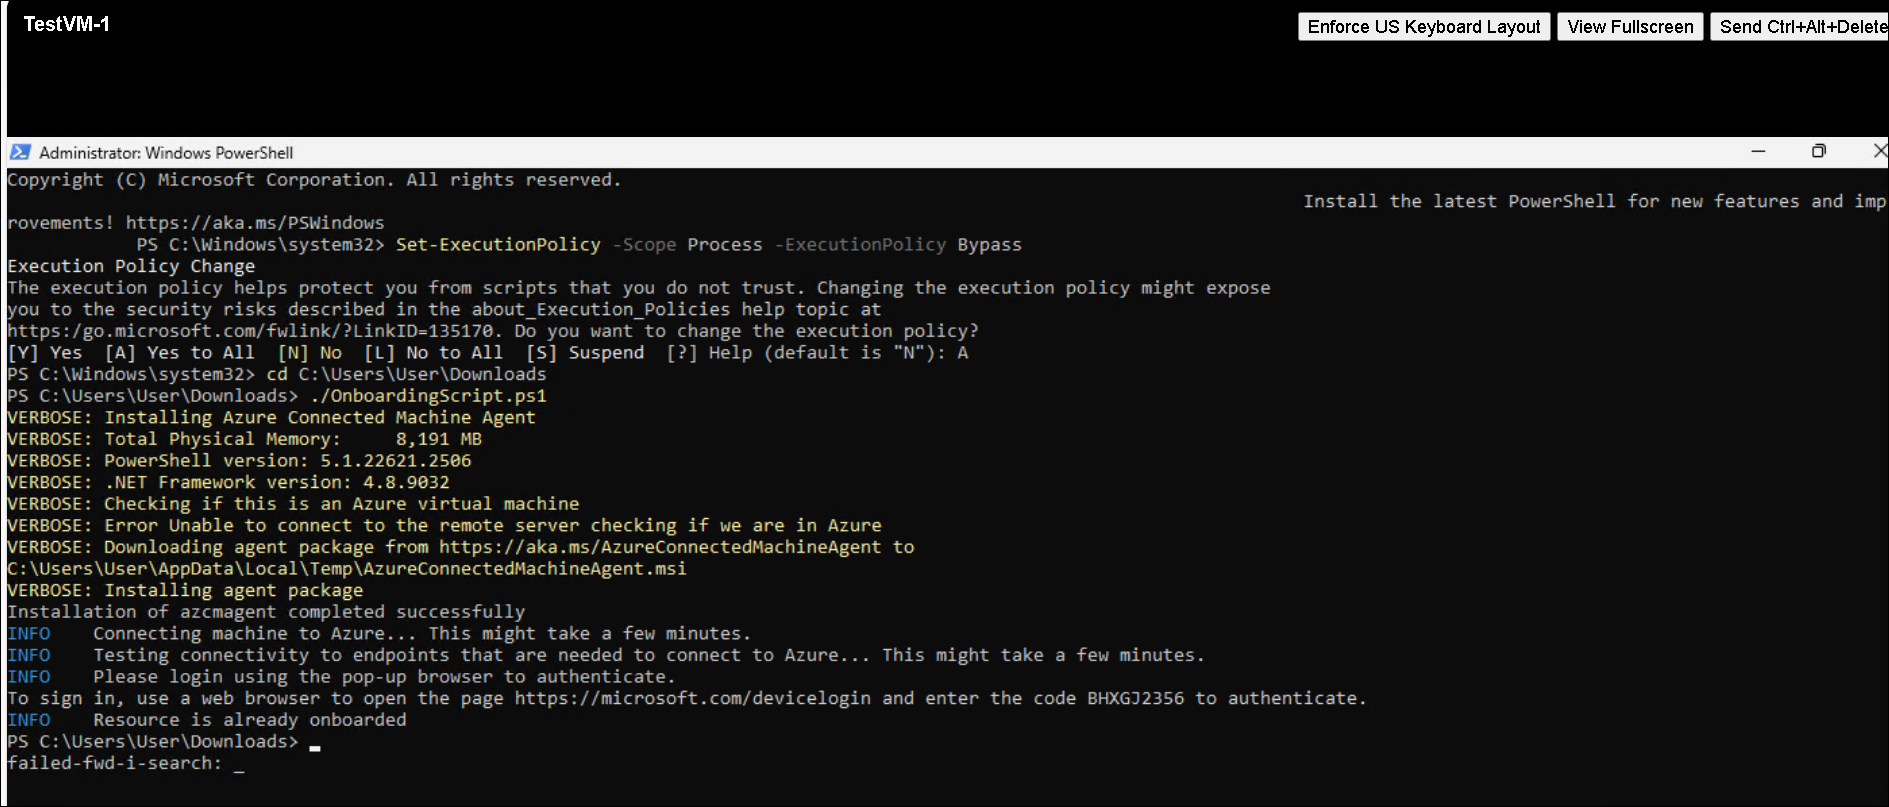 TestVM-1
Enforce US Keyboard Layout View Fullscreen Send Ctrl+Alt+Delete
Administrator: Windows PowerShell
Copyright (C) Microsoft Corporation. All rights reserved.
Install the latest PowerShell for new features and imp
rovements! https://aka.ms/PSWindows
PS C:\Windows\system32> Set-ExecutionPolicy -Scope Process -ExecutionPolicy Bypass
Execution Policy Change
The execution policy helps protect you from scripts that you do not trust. Changing the execution policy might expose
you to the security risks described in the about_Execution_Policies help topic at
https:/go.microsoft.com/fwlink/?LinkID=135170. Do you want to change the execution policy?
[Y] Yes  [A] Yes to All  [N] No  [L] No to All  [S] Suspend  [?] Help (default is "N"): A
PS C:\Windows\system32> cd C:\Users\User\Downloads
PS C:\Users\User\Downloads> ./OnboardingScript.ps1
VERBOSE: Installing Azure Connected Machine Agent
VERBOSE: Total Physical Memory:     8,191 MB
VERBOSE: PowerShell version: 5.1.22621.2506
VERBOSE: .NET Framework version: 4.8.9032
VERBOSE: Checking if this is an Azure virtual machine
VERBOSE: Error Unable to connect to the remote server checking if we are in Azure
VERBOSE: Downloading agent package from https://aka.ms/AzureConnectedMachineAgent to
C:\Users\User\AppData\Local\Temp\AzureConnectedMachineAgent.msi
VERBOSE: Installing agent package
Installation of azcmagent completed successfully
INFO    Connecting machine to Azure... This might take a few minutes.
INFO    Testing connectivity to endpoints that are needed to connect to Azure... This might take a few minutes.
INFO    Please login using the pop-up browser to authenticate.
To sign in, use a web browser to open the page https://microsoft.com/devicelogin and enter the code BHXGJ2356 to authenticate.
INFO    Resource is already onboarded
PS C:\Users\User\Downloads> _
failed-fwd-i-search: _